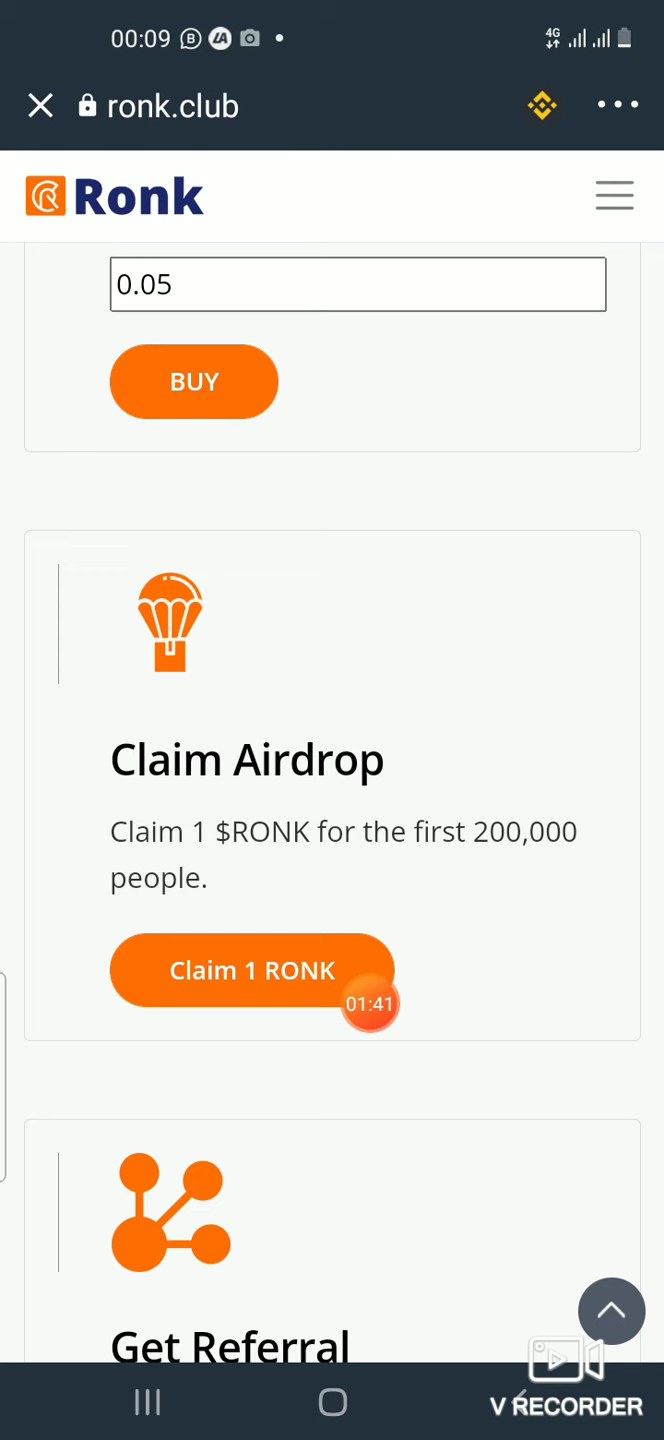 00:09
4G
ronk.club
Ronk
0.05
BUY
Claim Airdrop
Claim 1 $RONK for the first 200,000
people.
Claim 1 RONK
01:41
Get Referral
V RECORDER